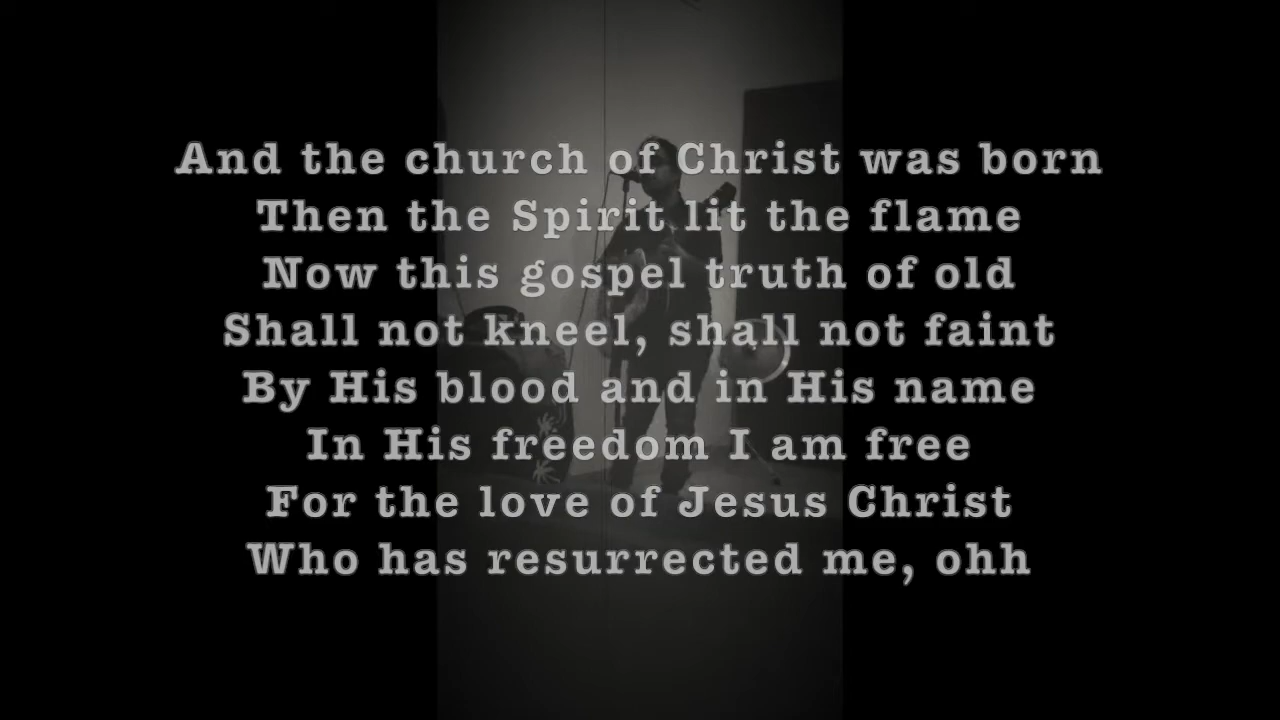 And the church of Christ was born
Then the Spirit lit the flame
Now this gospel truth of old
Shall not kneel, shall not faint
By His blood and in His name
In His freedom I am free
For the love of Jesus Christ
Who has resurrected me, ohh